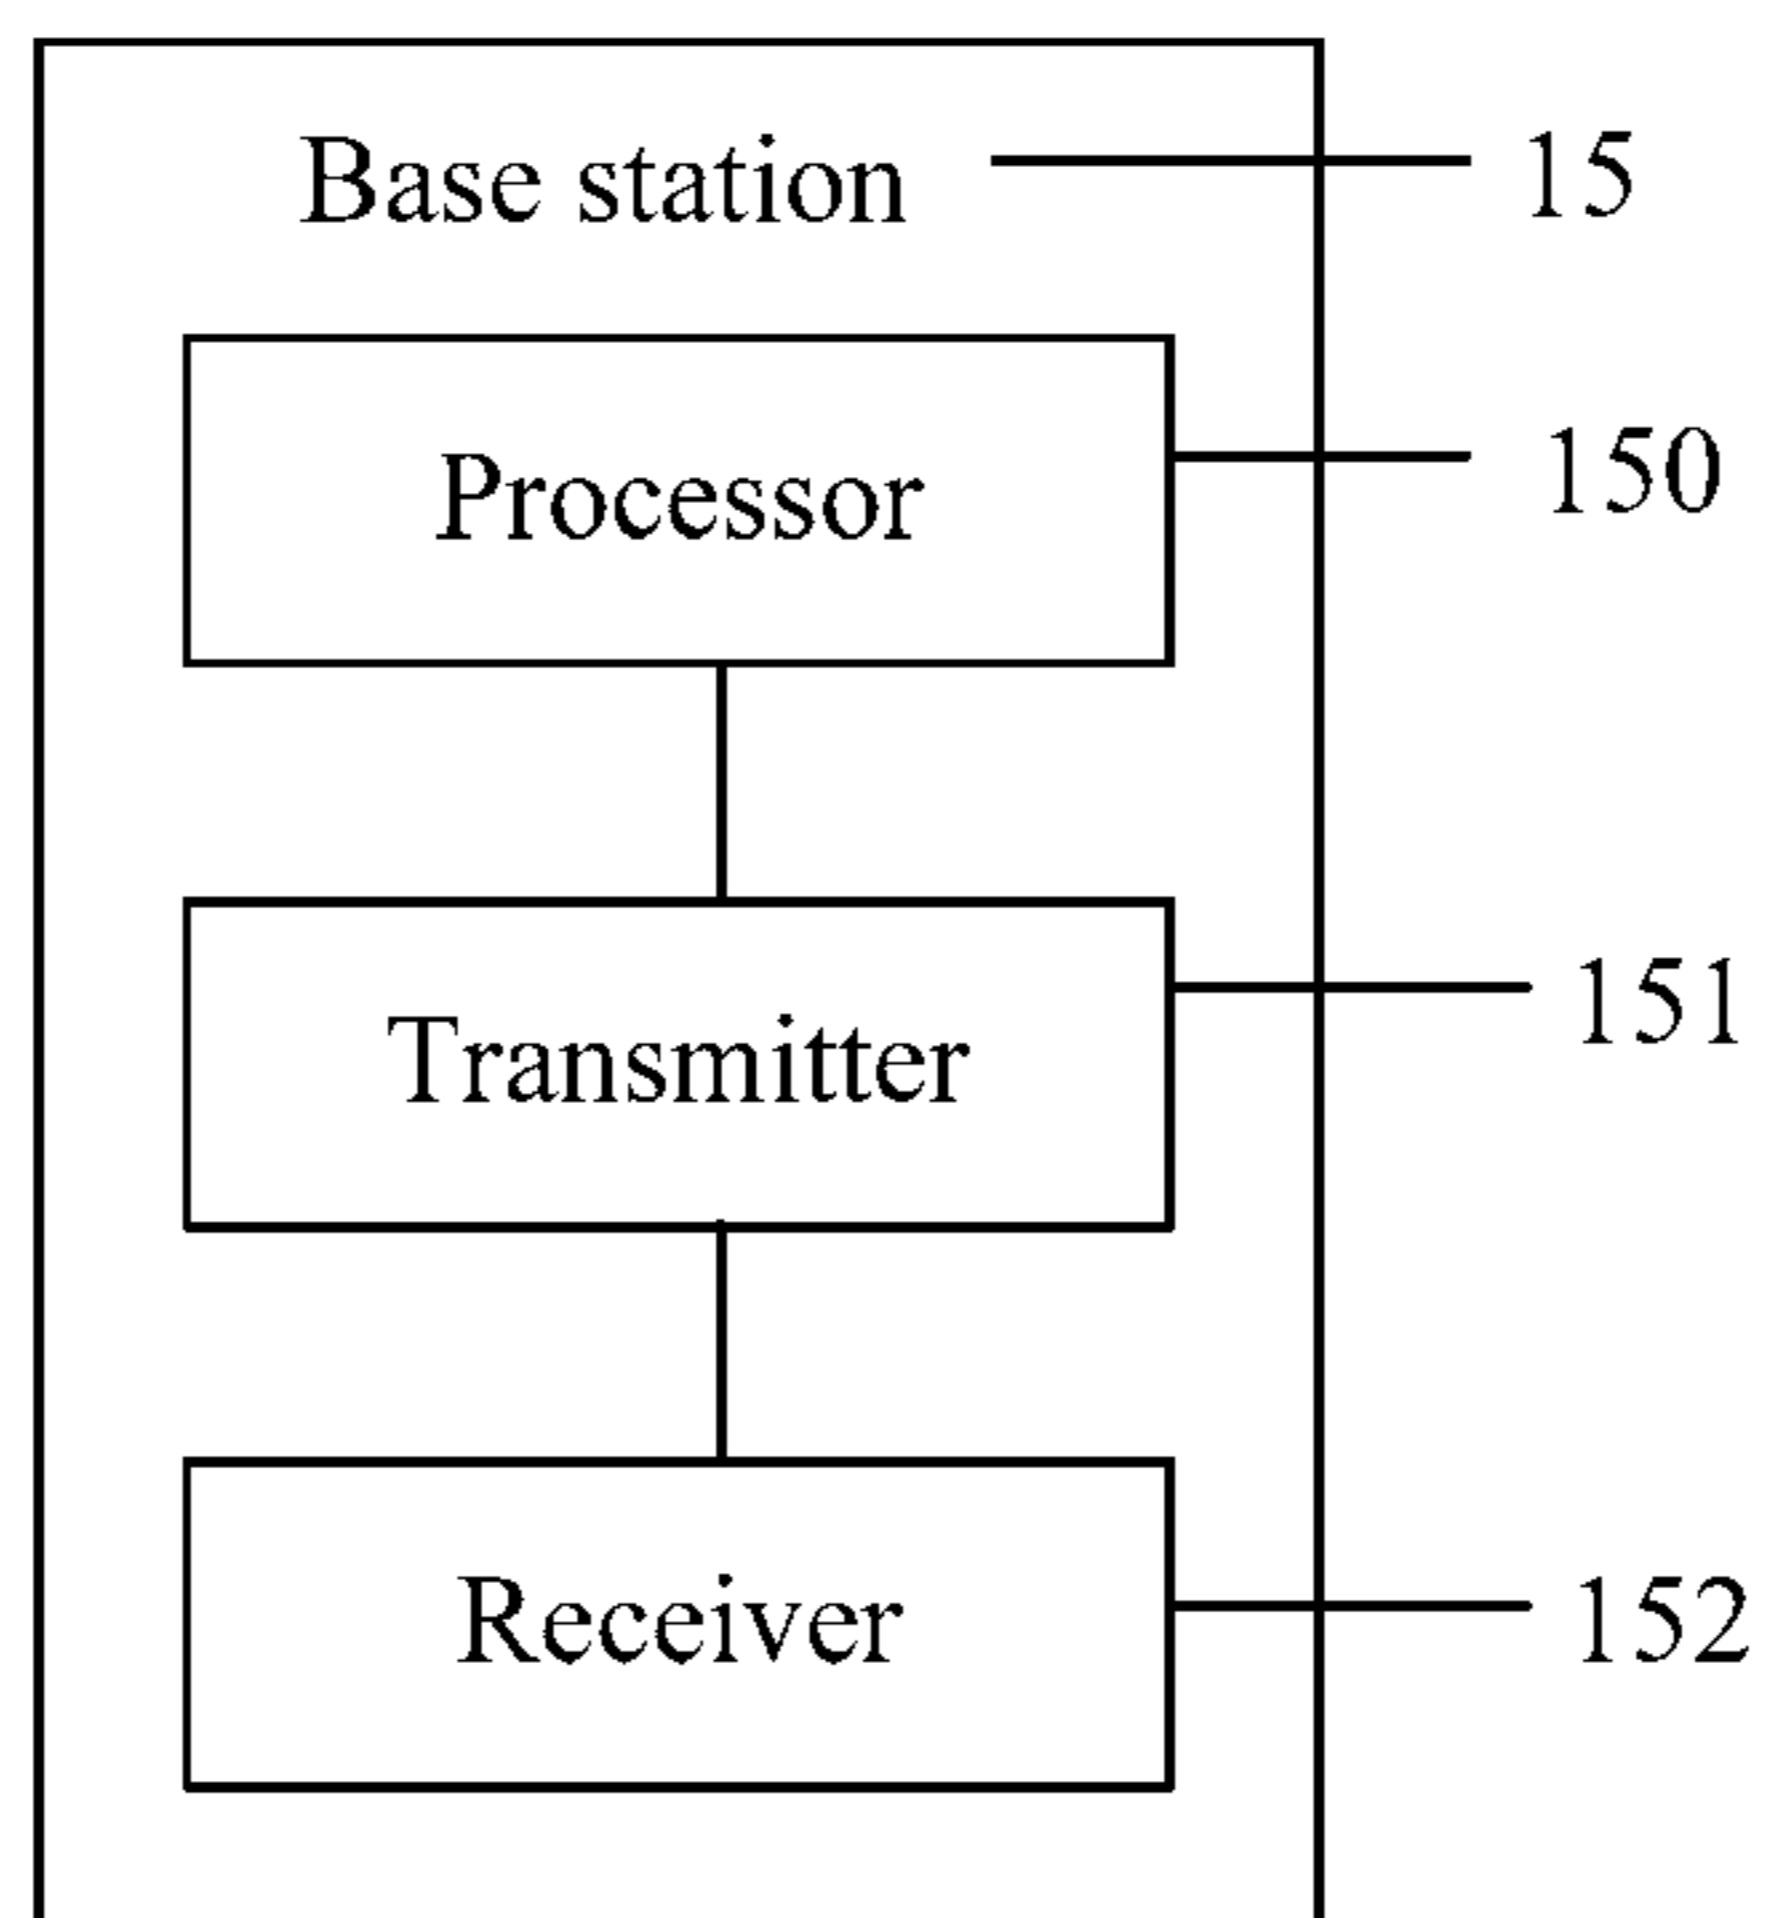 Base station 15
Processor 150
Transmitter 151
Receiver 152